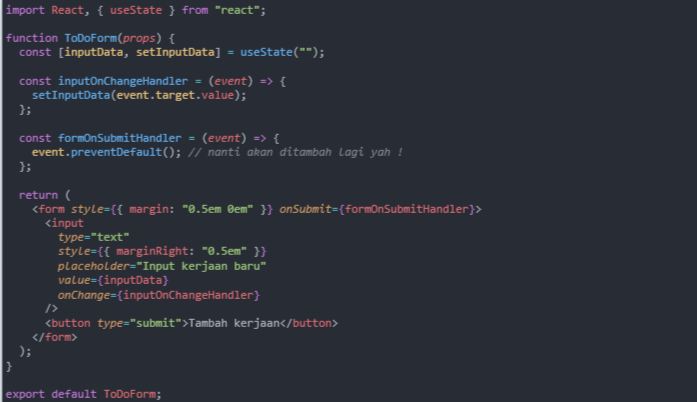 import React, { useState } from "react";
function ToDoForm(props) {
const [inputData, setInputData] = useState("");
const inputOnChangeHandler = (event) => {
setInputData(event.target.value);
};
const formOnSubmitHandler = (event) => {
event.preventDefault(); // nanti akan ditambah lagi yah !
};
return (
<form style={{ margin: "0.5em 0em" }} onSubmit={formOnSubmitHandler}>
<input
type="text"
style={{ marginRight: "0.5em" }}
placeholder="Input kerjaan baru"
value={inputData}
onChange={inputOnChangeHandler}
/>
<button type="submit">Tambah kerjaan</button>
</form>
);
}
export default ToDoForm;